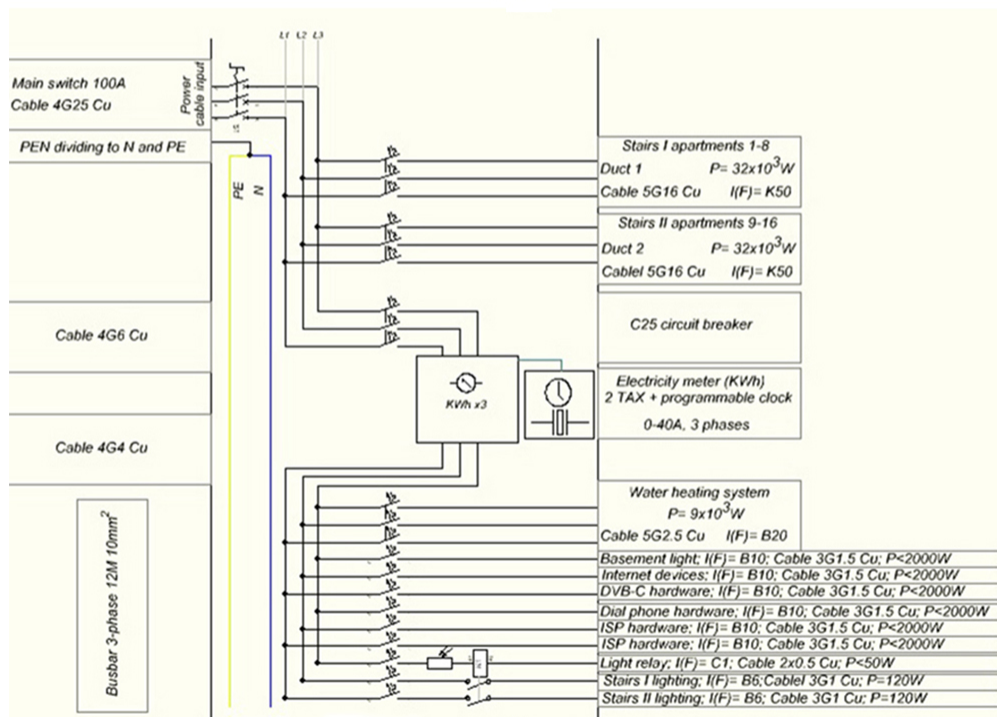 L1 L2 L3
Main switch 100A
Cable 4G25 Cu
Power
cable input
PEN dividing to N and PE
PE
N
Stairs I apartments 1-8
Duct 1 P= 32x10³W
Cable 5G16 Cu I(F)= K50
Stairs II apartments 9-16
Duct 2 P= 32x10³W
Cablel 5G16 Cu I(F)= K50
Cable 4G6 Cu
C25 circuit breaker
KWh x3
Electricity meter (KWh)
2 TAX + programmable clock
0-40A, 3 phases
Cable 4G4 Cu
Busbar 3-phase 12M 10mm²
Water heating system
P= 9x10³W
Cable 5G2.5 Cu I(F)= B20
Basement light; I(F)= B10; Cable 3G1.5 Cu; P<2000W
Internet devices; I(F)= B10; Cable 3G1.5 Cu; P<2000W
DVB-C hardware; I(F)= B10; Cable 3G1.5 Cu; P<2000W
Dial phone hardware; I(F)= B10; Cable 3G1.5 Cu; P<2000W
ISP hardware; I(F)= B10; Cable 3G1.5 Cu; P<2000W
ISP hardware; I(F)= B10; Cable 3G1.5 Cu; P<2000W
Light relay; I(F)= C1; Cable 2x0.5 Cu; P<50W
Stairs I lighting; I(F)= B6;Cablel 3G1 Cu; P=120W
Stairs II lighting; I(F)= B6; Cable 3G1 Cu; P=120W